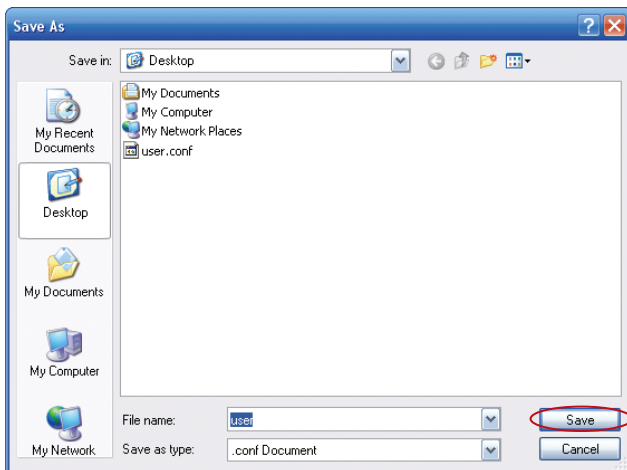 Save As
Save in:
Desktop
My Recent
Documents
Desktop
My Documents
My Computer
My Network
My Documents
My Computer
My Network Places
user.conf
File name:
user
Save
Save as type:
.conf Document
Cancel